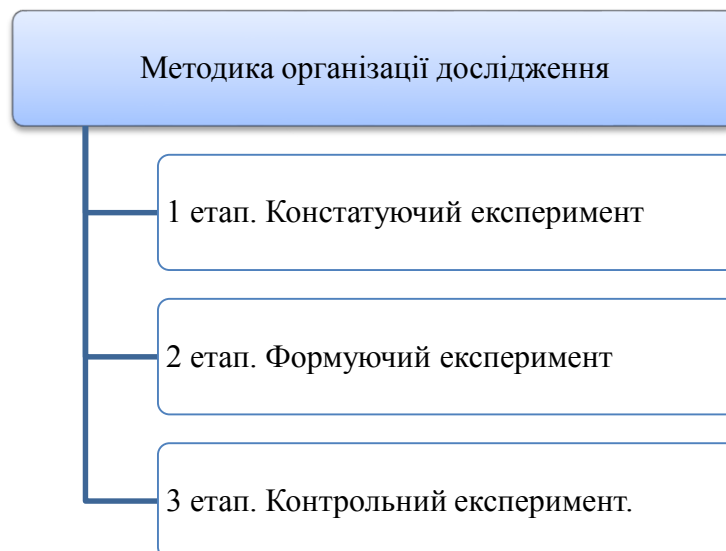 Методика організації дослідження
1 етап. Констатуючий експеримент
2 етап. Формуючий експеримент
3 етап. Контрольний експеримент.